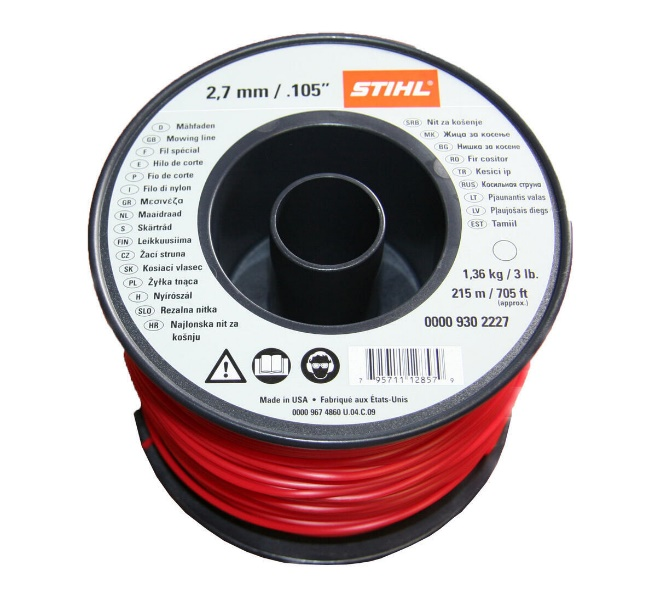 2,7 mm / .105”
STIHL®
D Mähfaden
GB Mowing line
F Fil spécial
E Hilo de corte
P Fio de corte
I Filo di nylon
GR Μεσινέζα
NL Maaidraad
S Skärtråd
FIN Leikkuusiima
CZ Žací struna
SK Kosiaci vlasec
PL Żyłka tnąca
H Nyírószál
SLO Rezalna nitka
HR Najlonska nit za
košnju
SRB Nit za košenje
MK Жица за косење
BG Нишка за косене
RO Fir cositor
TR Kesici ip
RUS Косильная струна
LT Pjaunantis valas
LV Pļaujošais diegs
EST Tamiil
1,36 kg / 3 lb.
215 m / 705 ft
(approx.)
0000 930 2227
7 95711 12857 9
Made in USA • Fabriqué aux États-Unis
0000 967 4860 U.04.C.09